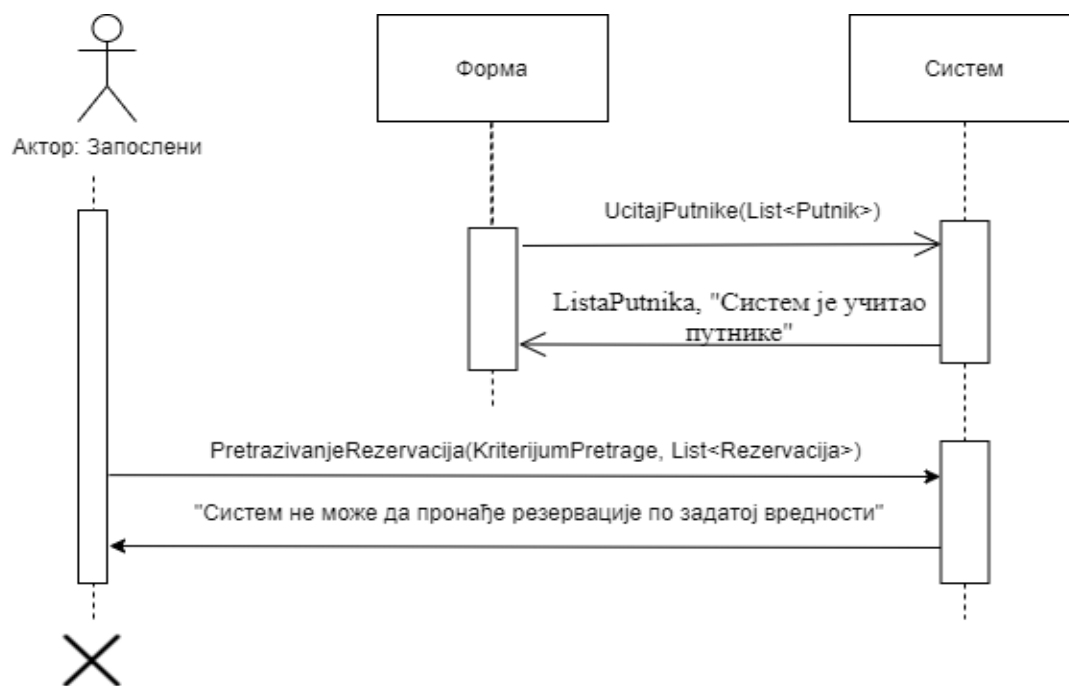 Форма
Систем
Актор: Запослени
UcitajPutnike(List<Putnik>)
ListaPutnika, "Систем је учитао
путнике"
PretrazivanjeRezervacija(KriterijumPretrage, List<Rezervacija>)
"Систем не може да пронађе резервације по задатој вредности"